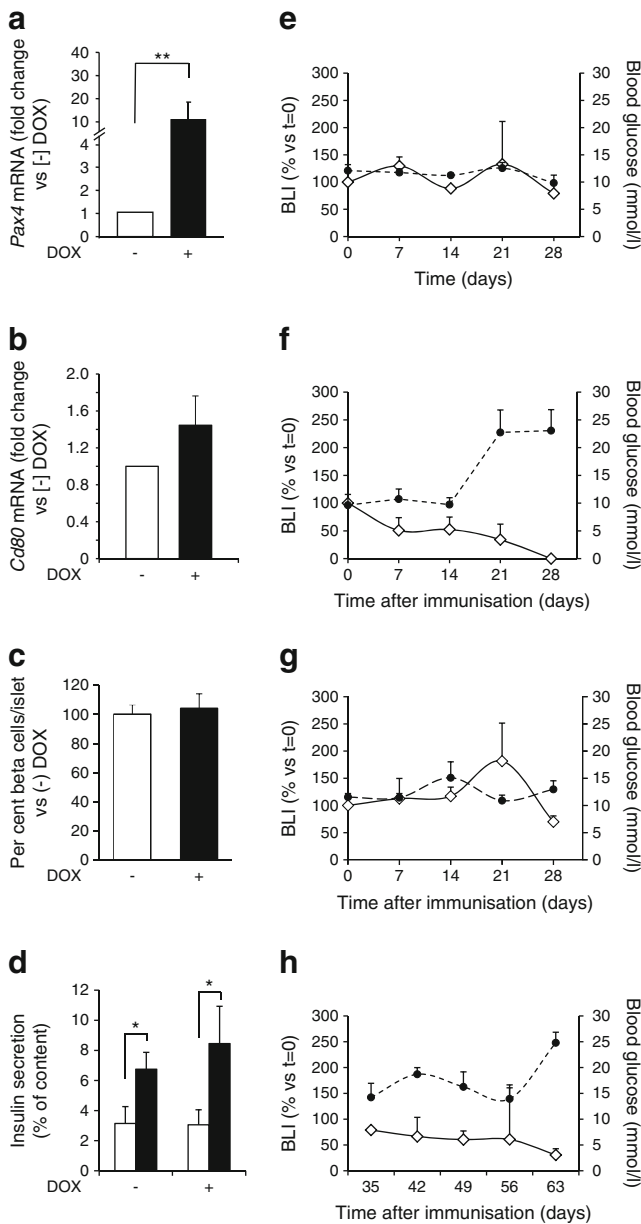 a
Pax4 mRNA (fold change
vs [-] DOX)
40
30
20
10
4
2
1
0
**
DOX - +
b
Cd80 mRNA (fold change
vs [-] DOX)
2.0
1.6
1.2
0.8
0.4
0
DOX - +
c
Per cent beta cells/islet
vs (-) DOX
120
100
80
60
40
20
0
DOX - +
d
Insulin secretion
(% of content)
12
10
8
6
4
2
0
* *
DOX - +
e
BLI (% vs t=0)
300
250
200
150
100
50
0
Blood glucose
(mmol/l)
30
25
20
15
10
5
0
0 7 14 21 28
Time (days)
f
BLI (% vs t=0)
300
250
200
150
100
50
0
Blood glucose
(mmol/l)
30
25
20
15
10
5
0
0 7 14 21 28
Time after immunisation (days)
g
BLI (% vs t=0)
300
250
200
150
100
50
0
Blood glucose
(mmol/l)
30
25
20
15
10
5
0
0 7 14 21 28
Time after immunisation (days)
h
BLI (% vs t=0)
300
250
200
150
100
50
0
Blood glucose
(mmol/l)
30
25
20
15
10
5
0
35 42 49 56 63
Time after immunisation (days)